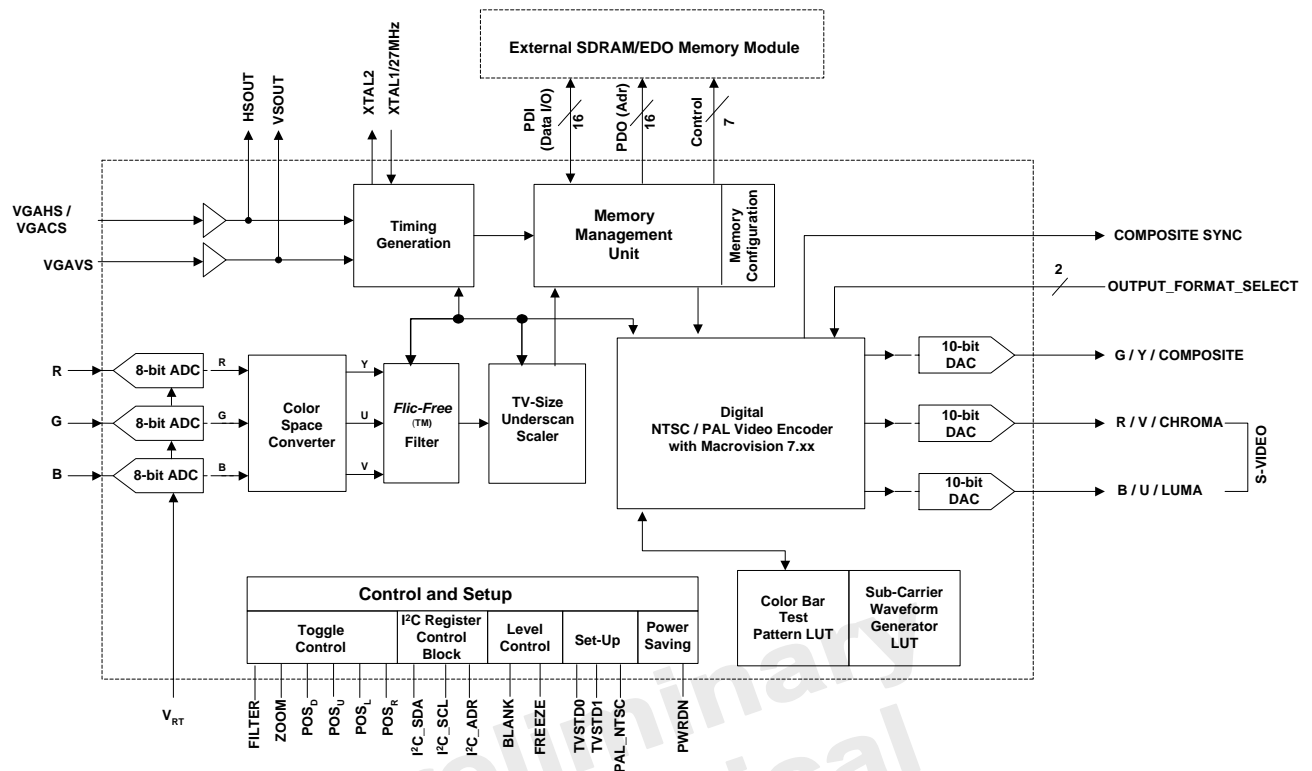 External SDRAM/EDO Memory Module
HSOUT
VSOUT
XTAL2
XTAL1/27MHz
PDI
(Data I/O)
16
PDO (Adr)
16
Control
7
VGAHS /
VGACS
VGAVS
Timing
Generation
Memory
Management
Unit
Memory
Configuration
COMPOSITE SYNC
2
OUTPUT_FORMAT_SELECT
R
8-bit ADC
R
G
8-bit ADC
G
B
8-bit ADC
B
Color
Space
Converter
Y
U
V
Flic-Free
(TM)
Filter
TV-Size
Underscan
Scaler
Digital
NTSC / PAL Video Encoder
with Macrovision 7.xx
10-bit
DAC
G / Y / COMPOSITE
10-bit
DAC
R / V / CHROMA
10-bit
DAC
B / U / LUMA
S-VIDEO
Color Bar
Test
Pattern LUT
Sub-Carrier
Waveform
Generator
LUT
Control and Setup
Toggle
Control
I²C Register
Control
Block
Level
Control
Set-Up
Power
Saving
VRT
FILTER
ZOOM
POSD
POSU
POSL
POSR
I²C_SDA
I²C_SCL
I²C_ADR
BLANK
FREEZE
TVSTD0
TVSTD1
PAL_NTSC
PWRDN